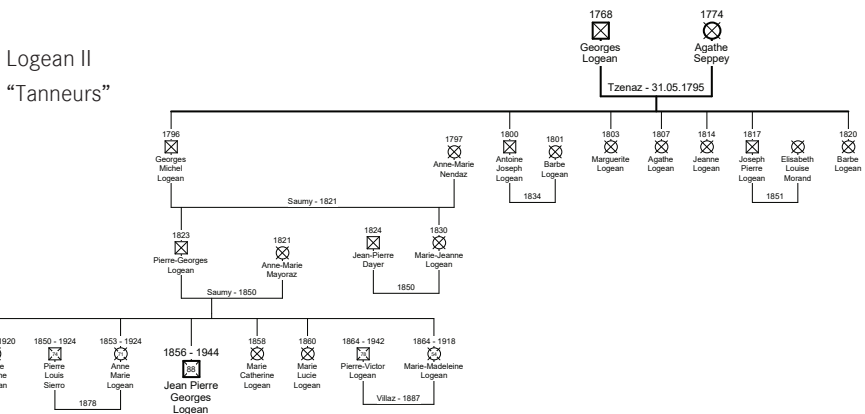 1768
1774
Georges
Logean
Agathe
Seppey
Logean II
“Tanneurs”
Tzenaz - 31.05.1795
1796
Georges
Michel
Logean
1797
Anne-Marie
Nendaz
1800
Antoine
Joseph
Logean
1801
Barbe
Logean
1803
Marguerite
Logean
1807
Agathe
Logean
1814
Jeanne
Logean
1817
Joseph
Pierre
Logean
Elisabeth
Louise
Morand
1820
Barbe
Logean
Saumy - 1821
1834
1851
1823
Pierre-Georges
Logean
1821
Anne-Marie
Mayoraz
1824
Jean-Pierre
Dayer
1830
Marie-Jeanne
Logean
Saumy - 1850
1850
1920
1850 - 1924
74
Pierre
Louis
Sierro
1853 - 1924
71
Anne
Marie
Logean
1856 - 1944
88
Jean Pierre
Georges
Logean
1858
Marie
Catherine
Logean
1860
Marie
Lucie
Logean
1864 - 1942
78
Pierre-Victor
Logean
1864 - 1918
54
Marie-Madeleine
Logean
1878
Villaz - 1887